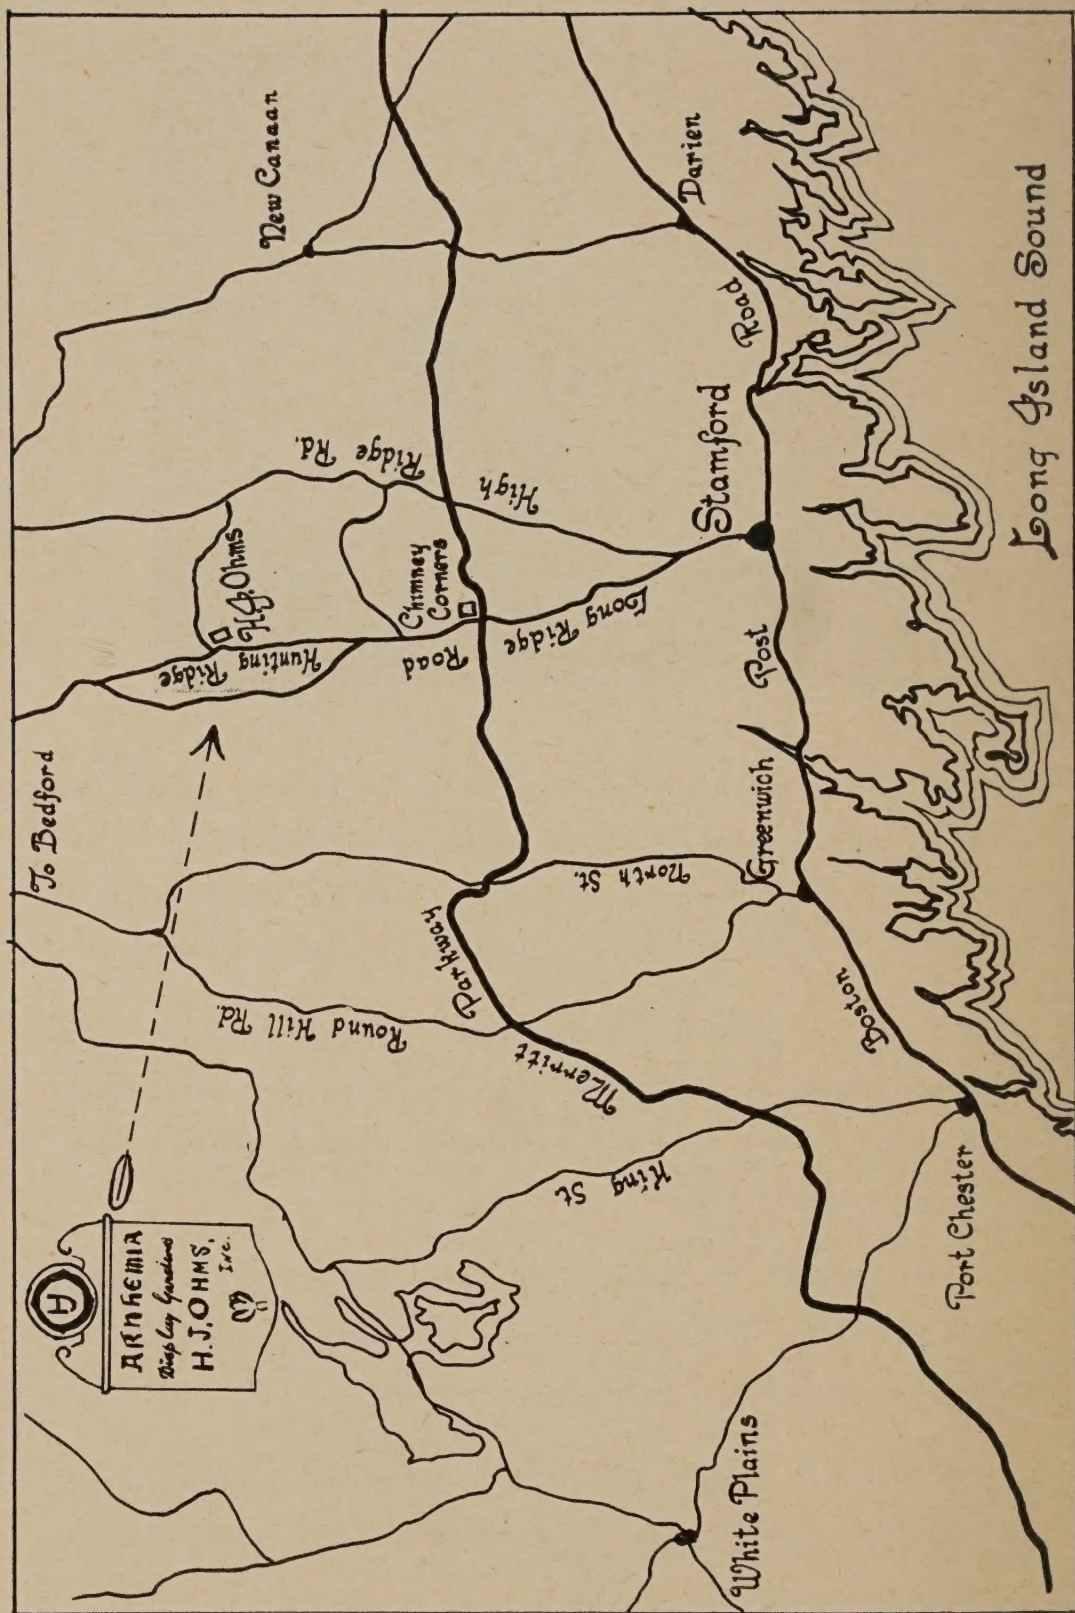 A
ARNHEMIA
Display Gardens
H.J. OHMS,
Inc.
To Bedford
New Canaan
Darien
H.J. Ohms
Chimney
Corners
High
Ridge
Rd.
Hunting
Ridge
Long
Ridge
Road
Stamford
Road
Post
Boston
Greenwich
North St.
Round Hill Rd.
Merritt
Parkway
King
St
Port Chester
White Plains
Long Island Sound